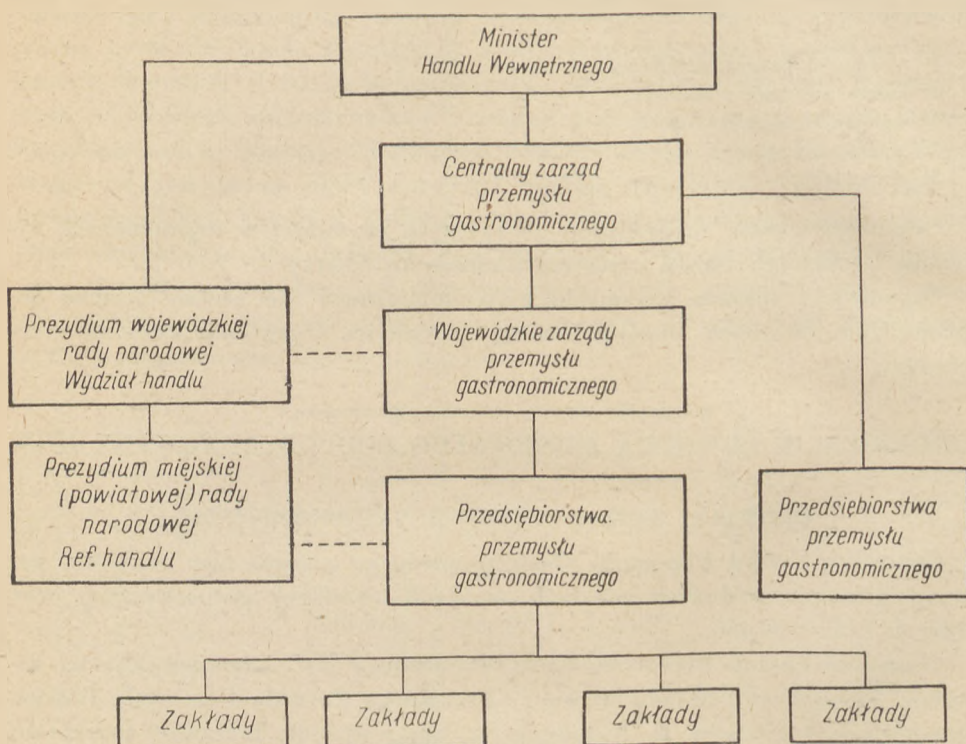 Minister
Handlu Wewnętrznego
Centralny zarząd
przemysłu
gastronomicznego
Prezydium wojewódzkiej
rady narodowej
Wydział handlu
Wojewódzkie zarządy
przemysłu
gastronomicznego
Prezydium miejskiej
(powiatowej) rady
narodowej
Ref. handlu
Przedsiębiorstwa
przemysłu
gastronomicznego
Przedsiębiorstwa
przemysłu
gastronomicznego
Zakłady
Zakłady
Zakłady
Zakłady